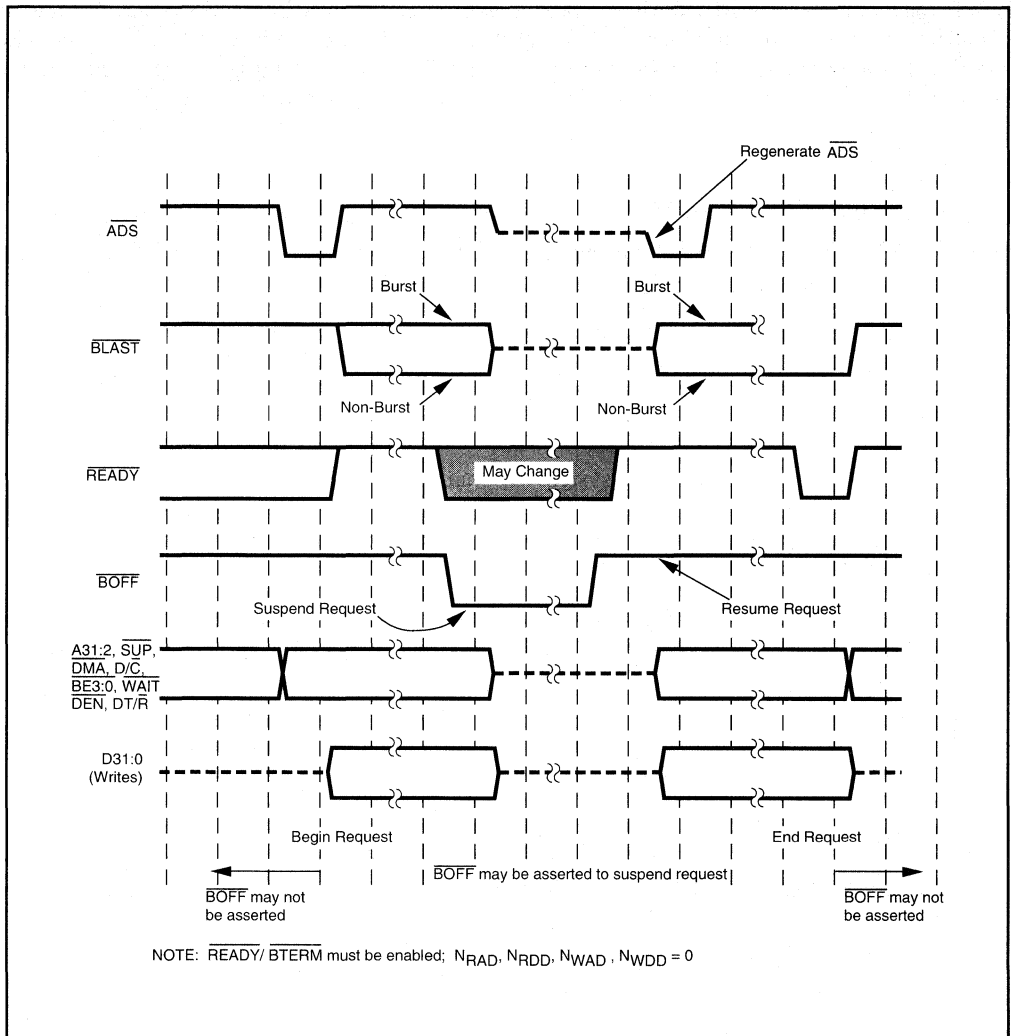 Regenerate ADS
ADS
Burst
Burst
BLAST
Non-Burst
Non-Burst
READY
May Change
BOFF
Suspend Request
Resume Request
A31:2, SUP,
DMA, D/C,
BE3:0, WAIT
DEN, DT/R
D31:0
(Writes)
Begin Request
End Request
BOFF may be asserted to suspend request
BOFF may not
be asserted
BOFF may not
be asserted
NOTE: READY/ BTERM must be enabled; NRAD, NRDD, NWAD , NWDD = 0